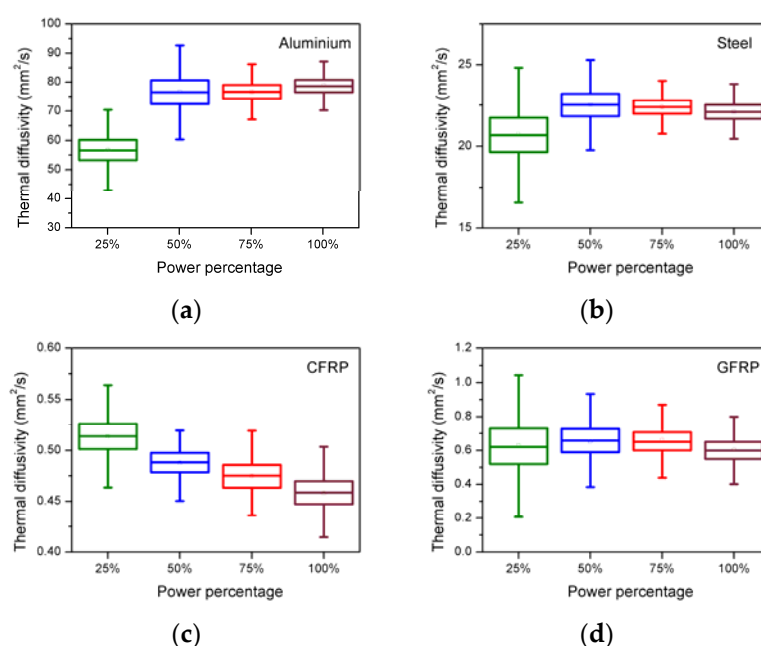 Aluminium
Thermal diffusivity (mm²/s)
100
90
80
70
60
50
40
30
25% 50% 75% 100%
Power percentage
(a)
Steel
Thermal diffusivity (mm²/s)
25
20
15
25% 50% 75% 100%
Power percentage
(b)
CFRP
Thermal diffusivity (mm²/s)
0.60
0.55
0.50
0.45
0.40
25% 50% 75% 100%
Power percentage
(c)
GFRP
Thermal diffusivity (mm²/s)
1.2
1.0
0.8
0.6
0.4
0.2
0.0
25% 50% 75% 100%
Power percentage
(d)